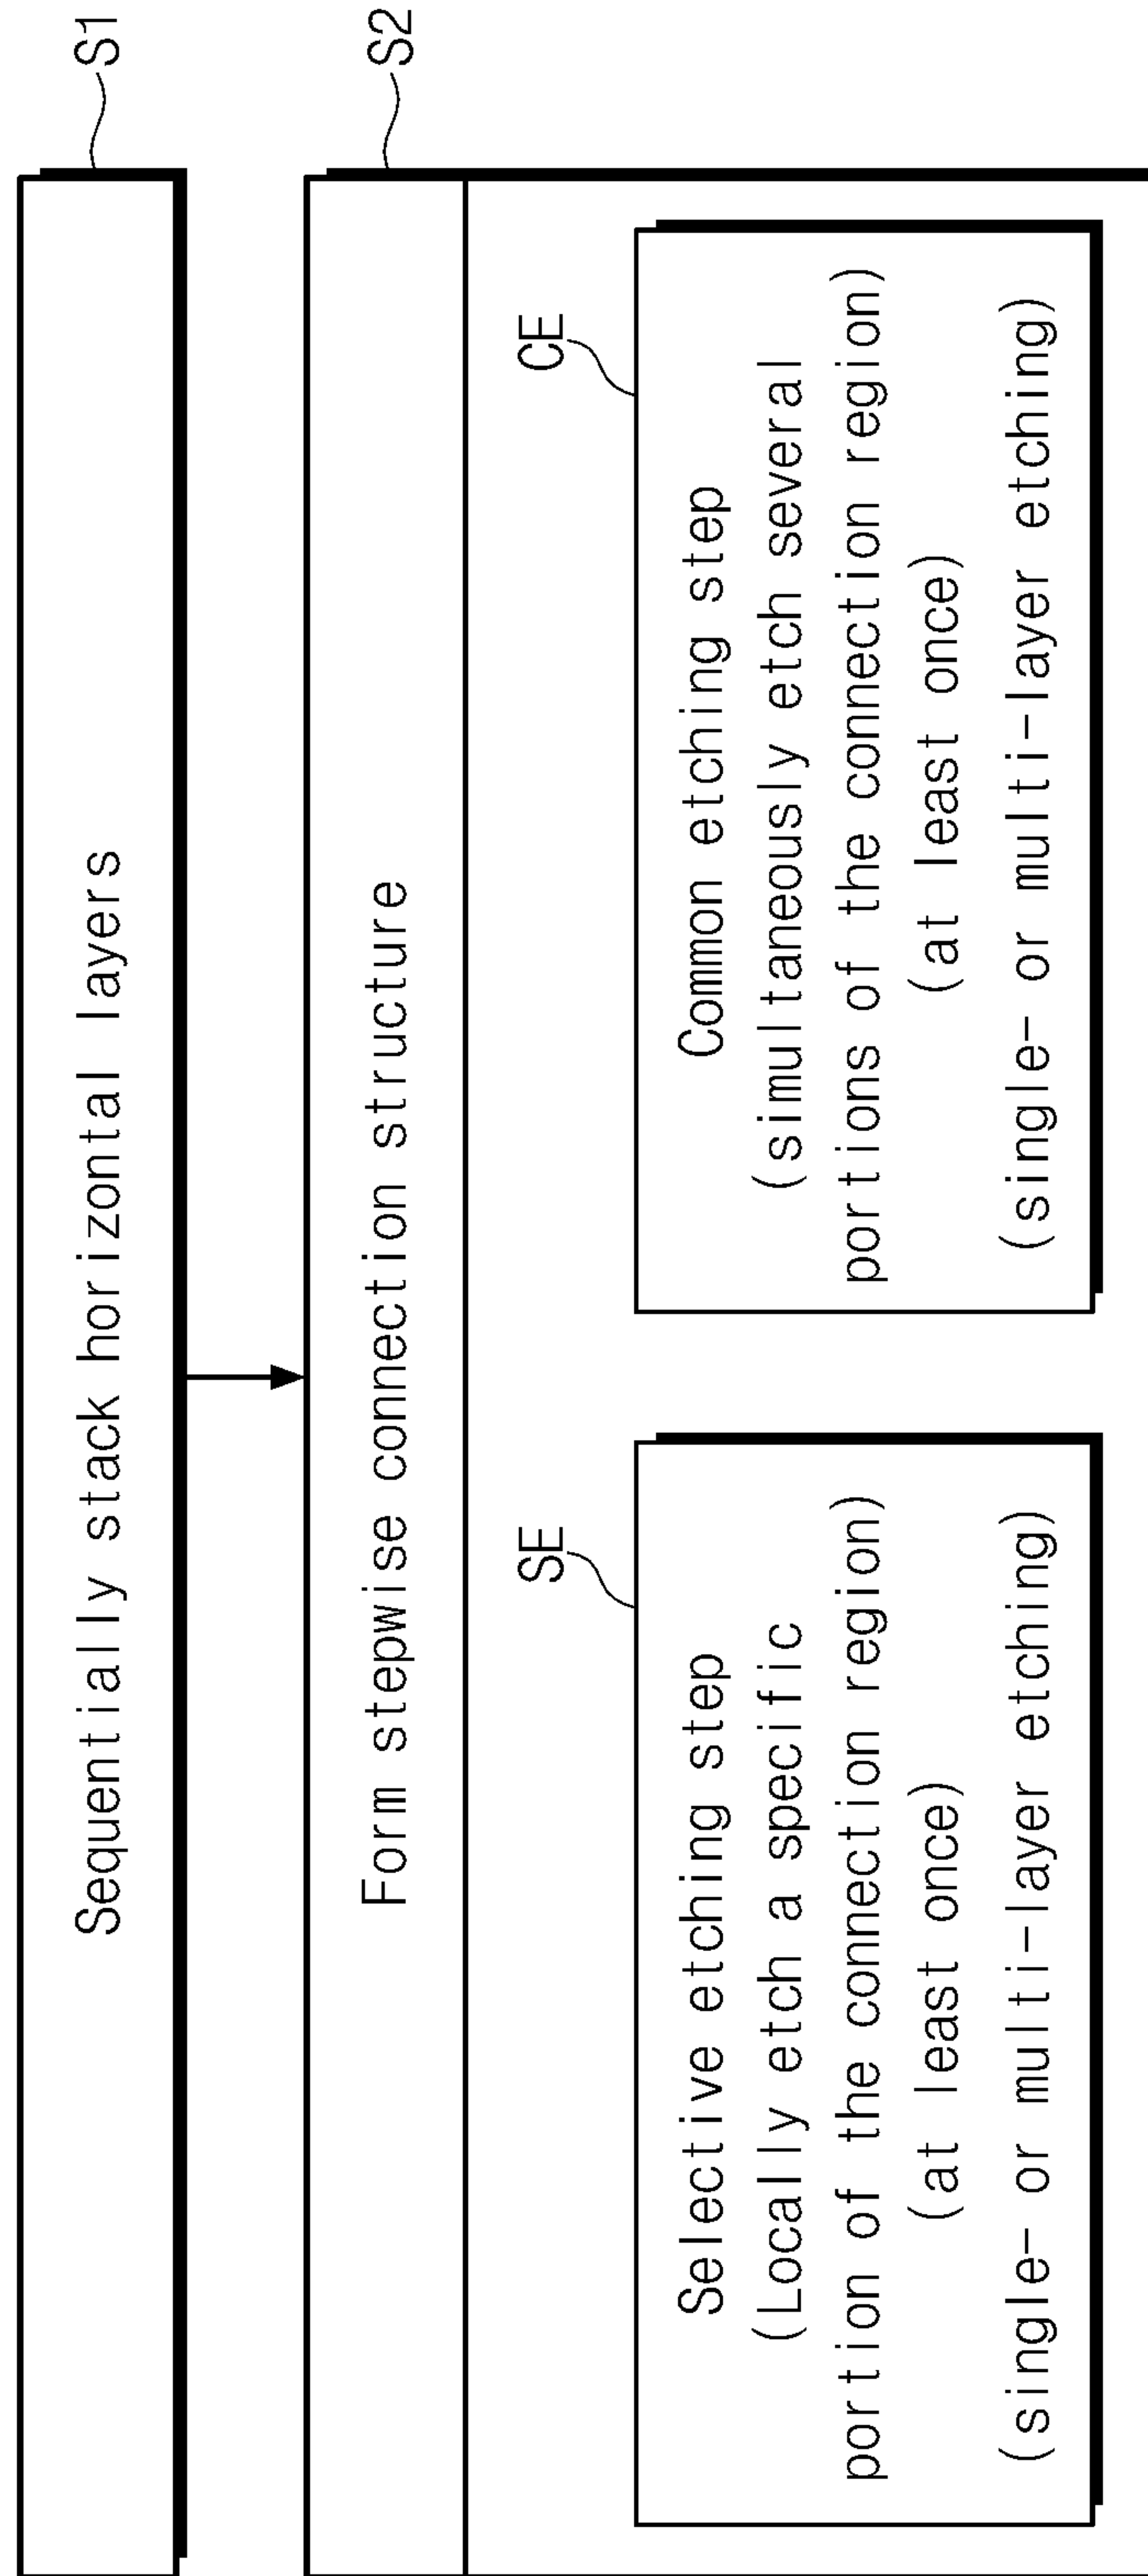 Sequentially stack horizontal layers
S1
Form stepwise connection structure
S2
SE
Selective etching step
(Locally etch a specific
portion of the connection region)
(at least once)
(single- or multi-layer etching)
CE
Common etching step
(simultaneously etch several
portions of the connection region)
(at least once)
(single- or multi-layer etching)